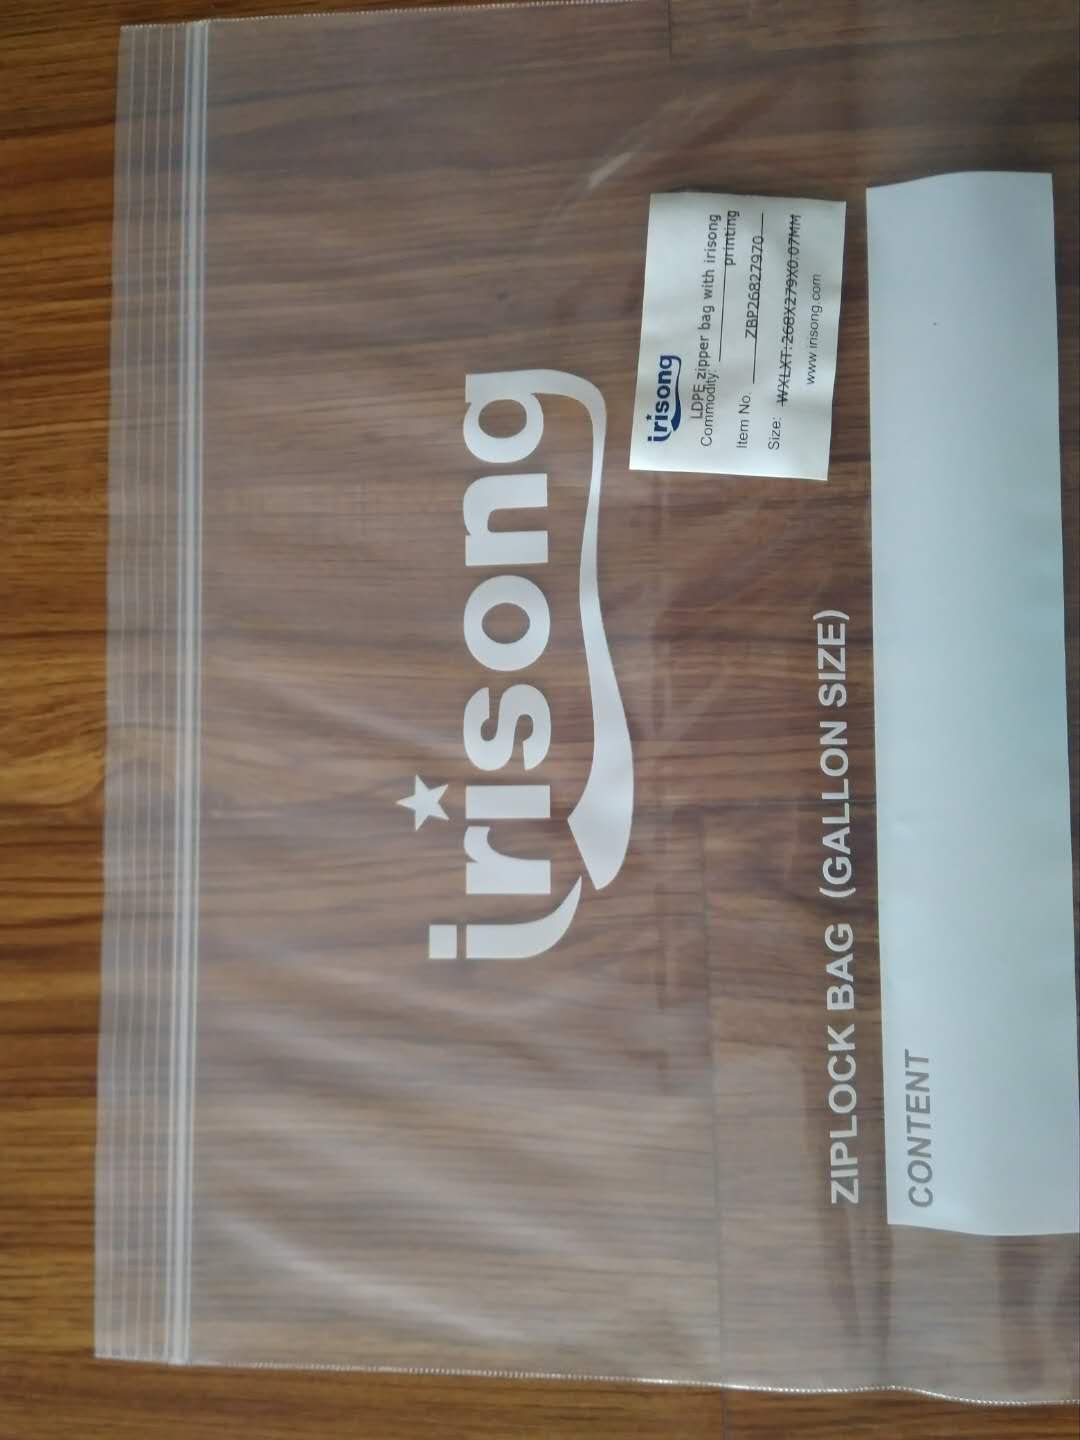 irisong
irisong
LDPE zipper bag with irisong
Commodity: printing
Item No. ZBP26827970
Size: WXLXT:268X279X0.07MM
www.irisong.com
ZIPLOCK BAG (GALLON SIZE)
CONTENT